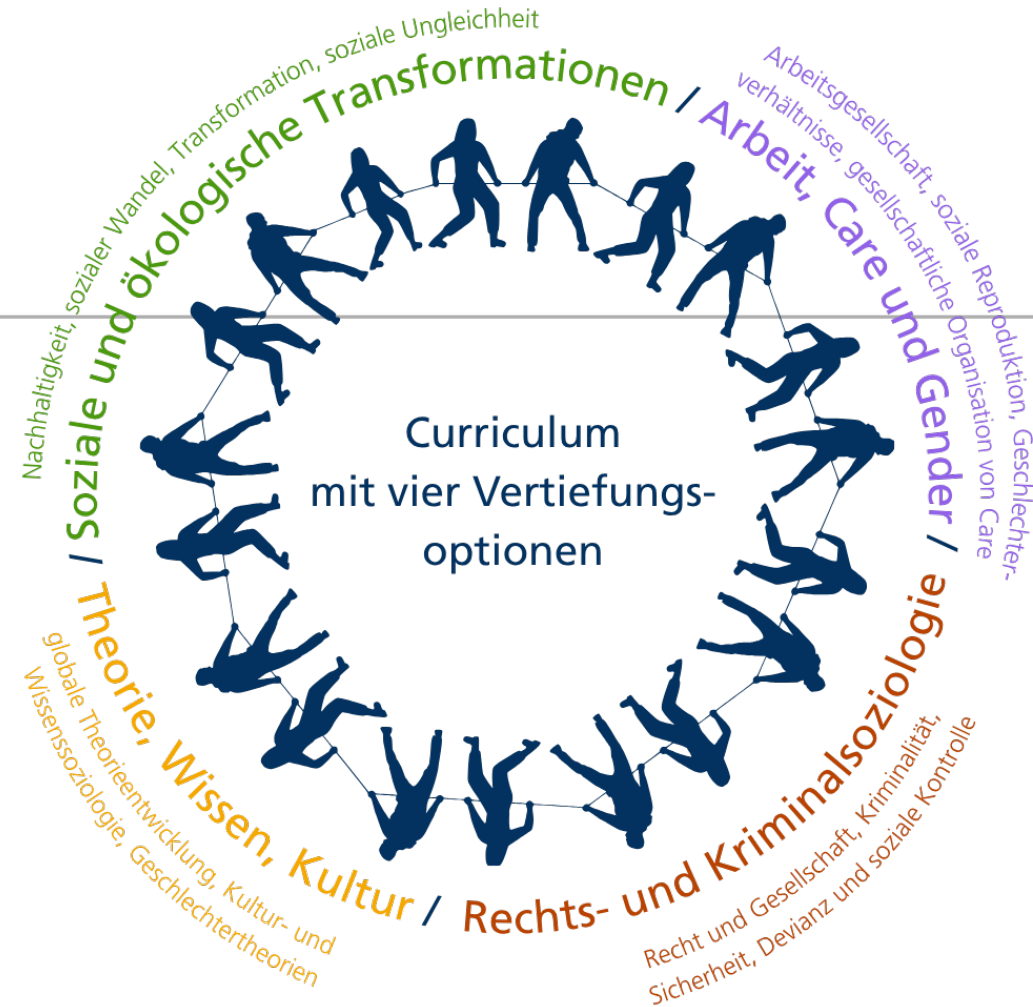 Nachhaltigkeit, sozialer Wandel, Transformation, soziale Ungleichheit
/ Soziale und ökologische Transformationen
/ Arbeit, Care und Gender
Arbeitsgesellschaft, soziale Reproduktion, Geschlechter-
verhältnisse, gesellschaftliche Organisation von Care
Curriculum
mit vier Vertiefungs-
optionen
/ Theorie, Wissen, Kultur
globale Theorieentwicklung, Kultur- und
Wissenssoziologie, Geschlechtertheorien
/ Rechts- und Kriminalsoziologie /
Recht und Gesellschaft, Kriminalität,
Sicherheit, Devianz und soziale Kontrolle